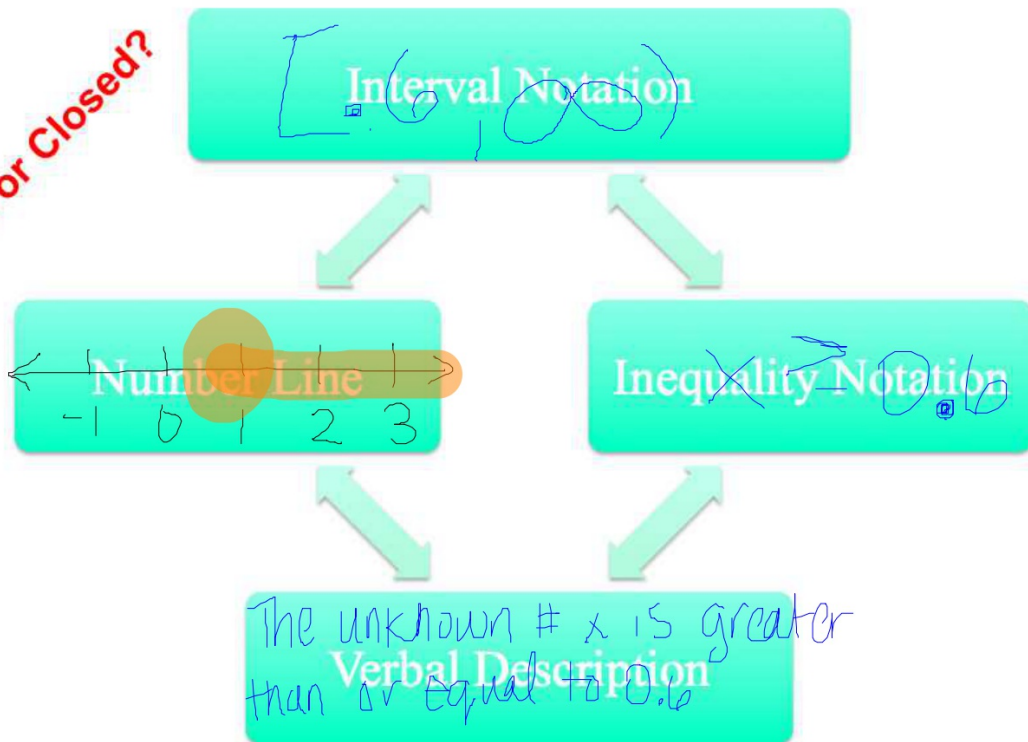 or Closed?
Interval Notation
[.6, ∞)
Number Line
-1 0 1 2 3
Inequality Notation
x ≥ 0.6
The unknown # x is greater
Verbal Description
than or equal to 0.6